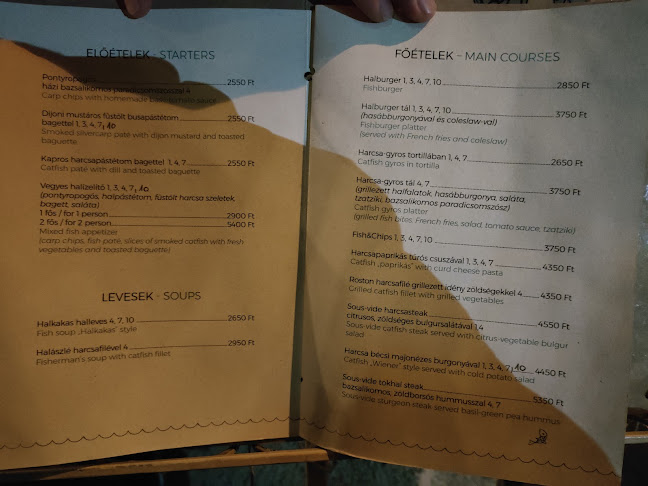 ELŐÉTELEK - STARTERS
Pontyropogós
házi bazsalikomos paradicsomszósszal 4 2550 Ft
Carp chips with homemade basil-tomato sauce
Dijoni mustáros füstölt busapástétom 2550 Ft
bagettel 1, 3, 4, 7, 10
Smoked silvercarp paté with dijon mustard and toasted
baguette
Kapros harcsapástétom bagettel 1, 4, 7 2550 Ft
Catfish paté with dill and toasted baguette
Vegyes halízelítő 1, 3, 4, 7, 10
(pontyropogós, halpástétom, füstölt harcsa szeletek,
bagett, saláta)
1 fős / for 1 person 2900 Ft
2 fős / for 2 person 5400 Ft
Mixed fish appetizer
(carp chips, fish paté, slices of smoked catfish with fresh
vegetables and toasted baguette)
LEVESEK - SOUPS
Halkakas halleves 4, 7, 10 2650 Ft
Fish soup „Halkakas" style
Halászlé harcsafilével 4 2950 Ft
Fisherman's soup with catfish fillet
FŐÉTELEK - MAIN COURSES
Halburger 1, 3, 4, 7, 10 2850 Ft
Fishburger
Halburger tál 1, 3, 4, 7, 10 3750 Ft
(hasábburgonyával és coleslaw-val)
Fishburger platter
(served with French fries and coleslaw)
Harcsa-gyros tortillában 1, 4, 7 2650 Ft
Catfish gyros in tortilla
Harcsa-gyros tál 4, 7 3750 Ft
(grillezett halfalatok, hasábburgonya, saláta,
tzatziki, bazsalikomos paradicsomszósz)
Catfish gyros platter
(grilled fish bites, French fries, salad, tomato sauce, tzatziki)
Fish&Chips 1, 3, 4, 7, 10 3750 Ft
Harcsapaprikás túrós csuszával 1, 3, 4, 7 4350 Ft
Catfish „paprikás" with curd cheese pasta
Roston harcsafilé grillezett idény zöldségekkel 4 4350 Ft
Grilled catfish fillet with grilled vegetables
Sous-vide harcsasteak 4550 Ft
citrusos, zöldséges bulgursalátával 1,4
Sous-vide catfish steak served with citrus-vegetable bulgur
salad
Harcsa bécsi majonézes burgonyával 1, 3, 4, 7, 10 4450 Ft
Catfish „Wiener" style served with cold potato salad
Sous-vide tokhal steak 5350 Ft
bazsalikomos, zöldborsós hummusszal 4, 7
Sous-vide sturgeon steak served basil-green pea hummus